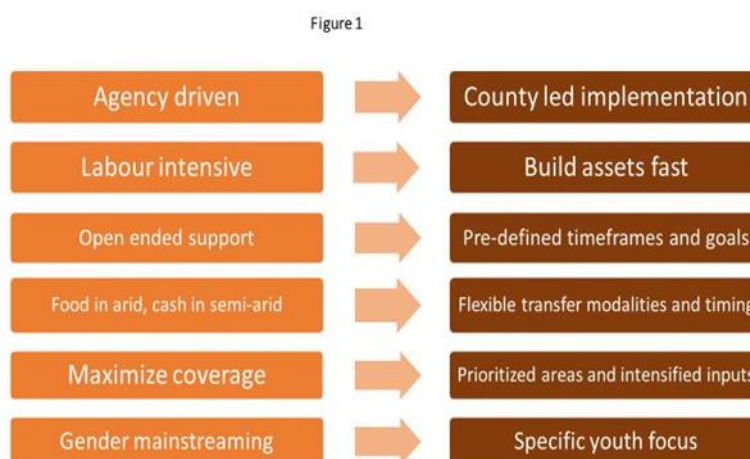 Figure 1
Agency driven
County led implementation
Labour intensive
Build assets fast
Open ended support
Pre-defined timeframes and goals
Food in arid, cash in semi-arid
Flexible transfer modalities and timing
Maximize coverage
Prioritized areas and intensified inputs
Gender mainstreaming
Specific youth focus